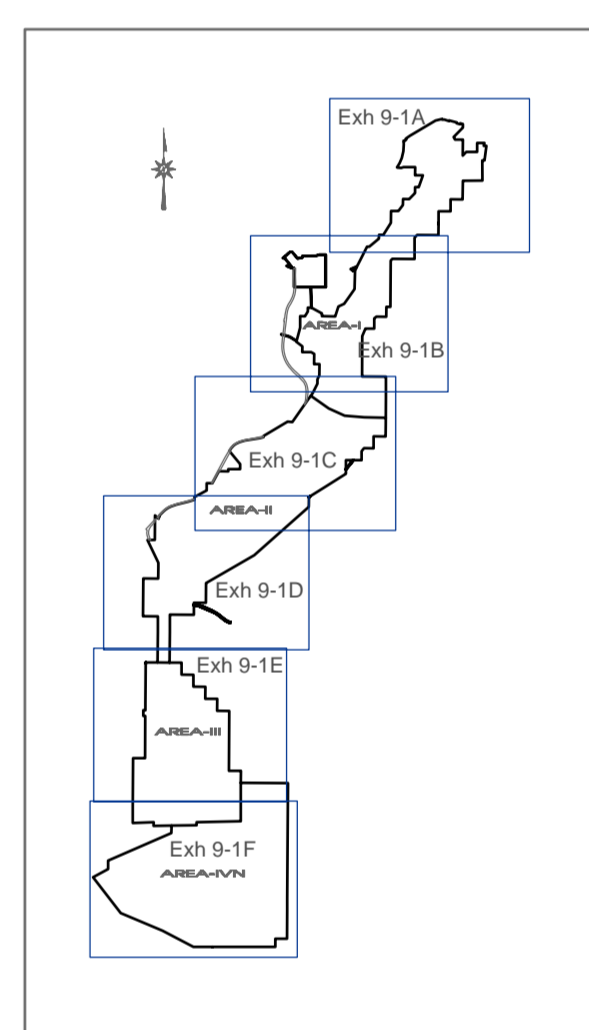 Exh 9-1A
AREA-I
Exh 9-1B
Exh 9-1C
AREA-II
Exh 9-1D
Exh 9-1E
AREA-III
Exh 9-1F
AREA-IVN